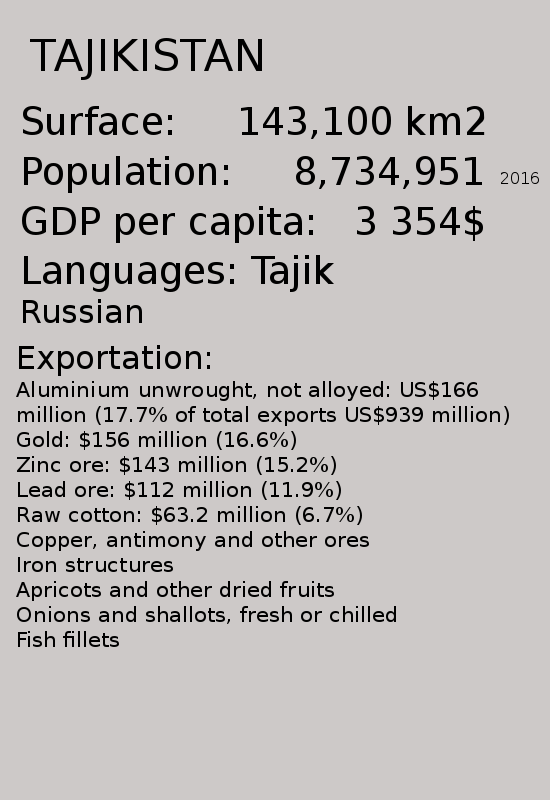 TAJIKISTAN
Surface: 143,100 km2
Population: 8,734,951 2016
GDP per capita: 3 354$
Languages: Tajik
Russian
Exportation:
Aluminium unwrought, not alloyed: US$166
million (17.7% of total exports US$939 million)
Gold: $156 million (16.6%)
Zinc ore: $143 million (15.2%)
Lead ore: $112 million (11.9%)
Raw cotton: $63.2 million (6.7%)
Copper, antimony and other ores
Iron structures
Apricots and other dried fruits
Onions and shallots, fresh or chilled
Fish fillets